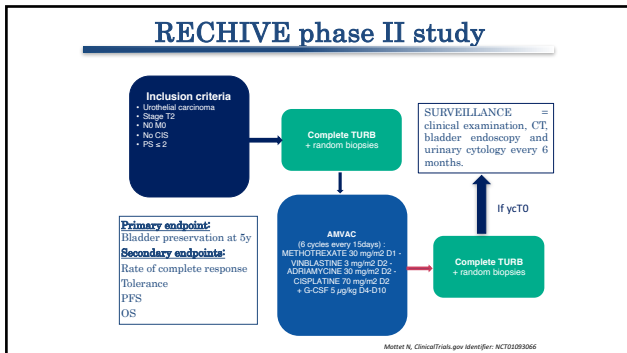 RECHIVE phase II study
Inclusion criteria
• Urothelial carcinoma
• Stage T2
• N0 M0
• No CIS
• PS ≤ 2
Complete TURB
+ random biopsies
SURVEILLANCE =
clinical examination, CT,
bladder endoscopy and
urinary cytology every 6
months.
If ycT0
Primary endpoint:
Bladder preservation at 5y
Secondary endpoints:
Rate of complete response
Tolerance
PFS
OS
AMVAC
(6 cycles every 15days) :
METHOTREXATE 30 mg/m2 D1 -
VINBLASTINE 3 mg/m2 D2 -
ADRIAMYCINE 30 mg/m2 D2 -
CISPLATINE 70 mg/m2 D2
+ G-CSF 5 µg/kg D4-D10
Complete TURB
+ random biopsies
Mottet N, ClinicalTrials.gov Identifier: NCT01093066